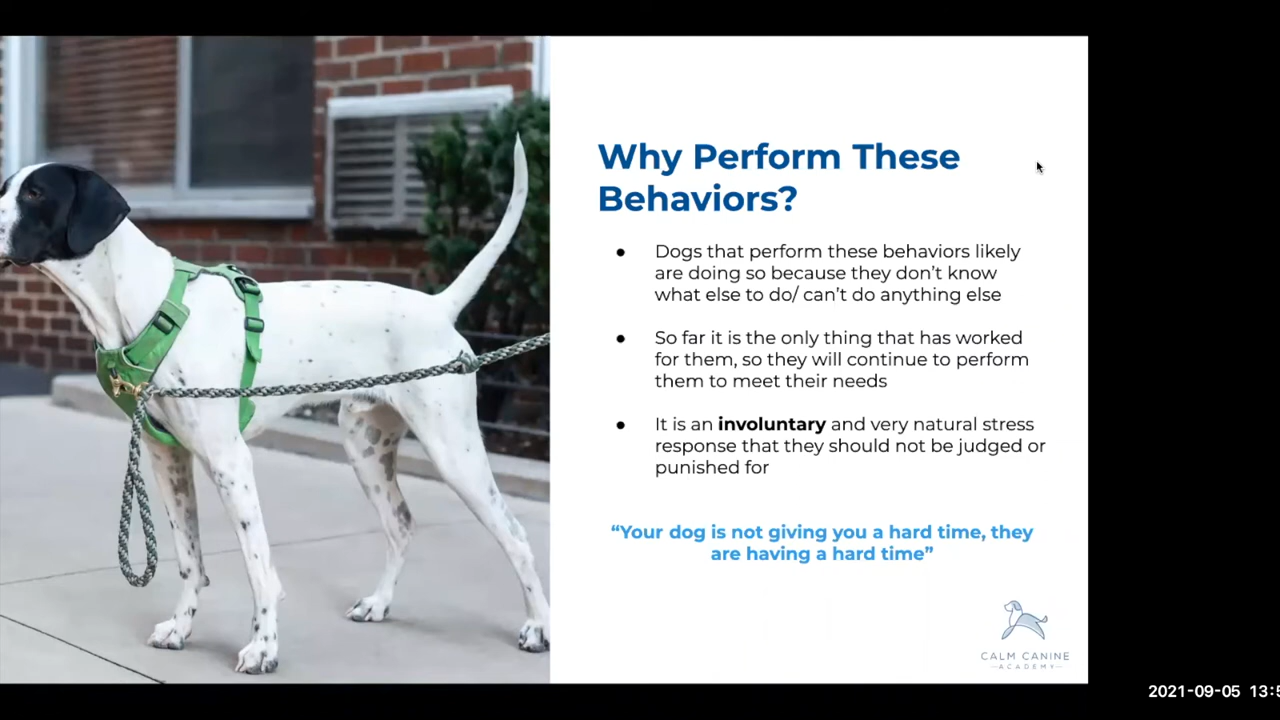 Why Perform These
Behaviors?
● Dogs that perform these behaviors likely
are doing so because they don't know
what else to do/ can't do anything else
● So far it is the only thing that has worked
for them, so they will continue to perform
them to meet their needs
● It is an involuntary and very natural stress
response that they should not be judged or
punished for
“Your dog is not giving you a hard time, they
are having a hard time”
CALM CANINE
ACADEMY
2021-09-05 13:5